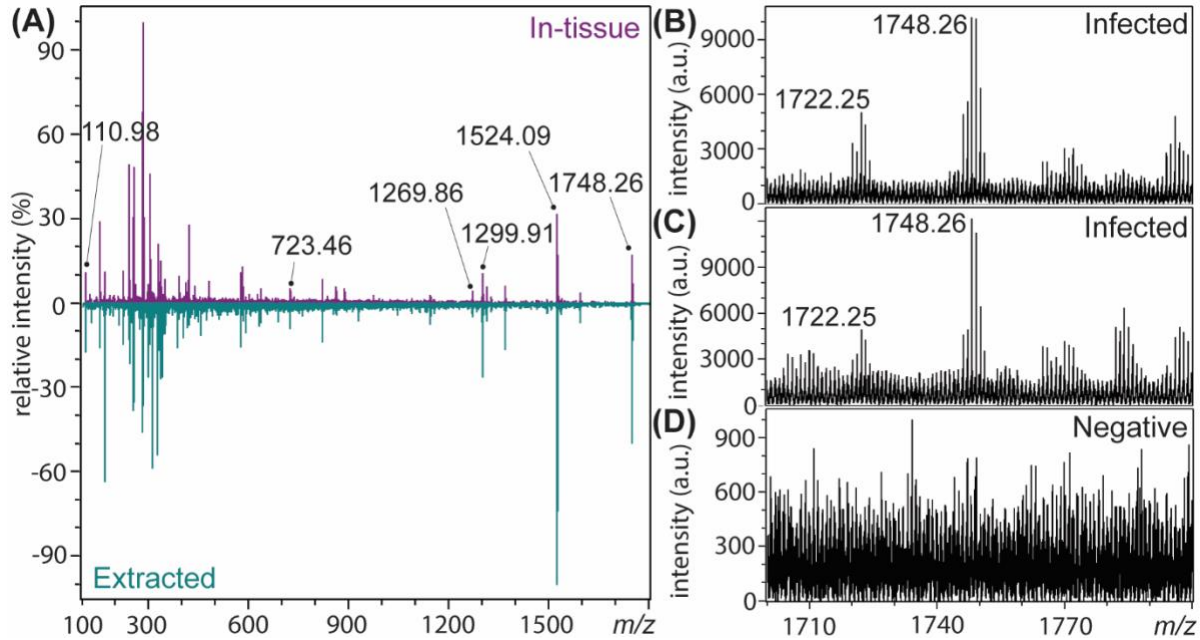 (A)
In-tissue
90
60
30
0
-30
-60
-90
relative intensity (%)
110.98
723.46
1269.86
1299.91
1524.09
1748.26
Extracted
100
300
600
900
1200
1500
m/z
(B)
Infected
1748.26
1722.25
9000
6000
3000
0
intensity (a.u.)
(C)
Infected
1748.26
1722.25
9000
6000
3000
0
intensity (a.u.)
(D)
Negative
900
600
300
0
intensity (a.u.)
1710
1740
1770
m/z